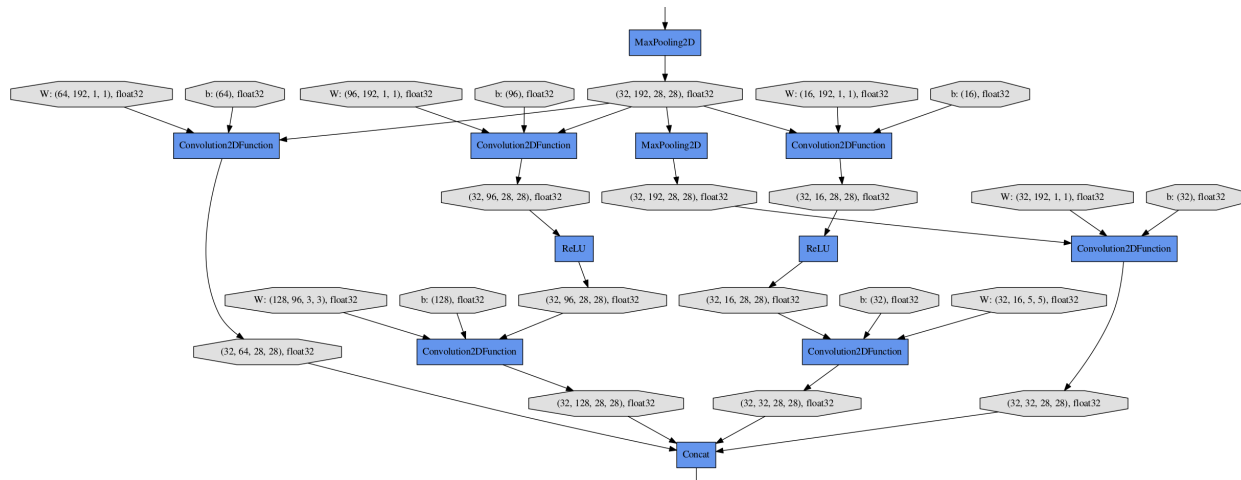 MaxPooling2D
W: (64, 192, 1, 1), float32
b: (64), float32
W: (96, 192, 1, 1), float32
b: (96), float32
(32, 192, 28, 28), float32
W: (16, 192, 1, 1), float32
b: (16), float32
Convolution2DFunction
Convolution2DFunction
MaxPooling2D
Convolution2DFunction
(32, 96, 28, 28), float32
(32, 192, 28, 28), float32
(32, 16, 28, 28), float32
W: (32, 192, 1, 1), float32
b: (32), float32
ReLU
ReLU
Convolution2DFunction
W: (128, 96, 3, 3), float32
b: (128), float32
(32, 96, 28, 28), float32
(32, 16, 28, 28), float32
b: (32), float32
W: (32, 16, 5, 5), float32
(32, 64, 28, 28), float32
Convolution2DFunction
Convolution2DFunction
(32, 128, 28, 28), float32
(32, 32, 28, 28), float32
(32, 32, 28, 28), float32
Concat